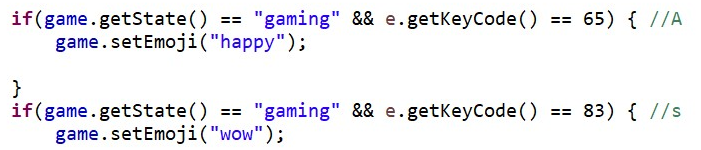 if(game.getState() == "gaming" && e.getKeyCode() == 65) { //A
    game.setEmoji("happy");

}
if(game.getState() == "gaming" && e.getKeyCode() == 83) { //s
    game.setEmoji("wow");